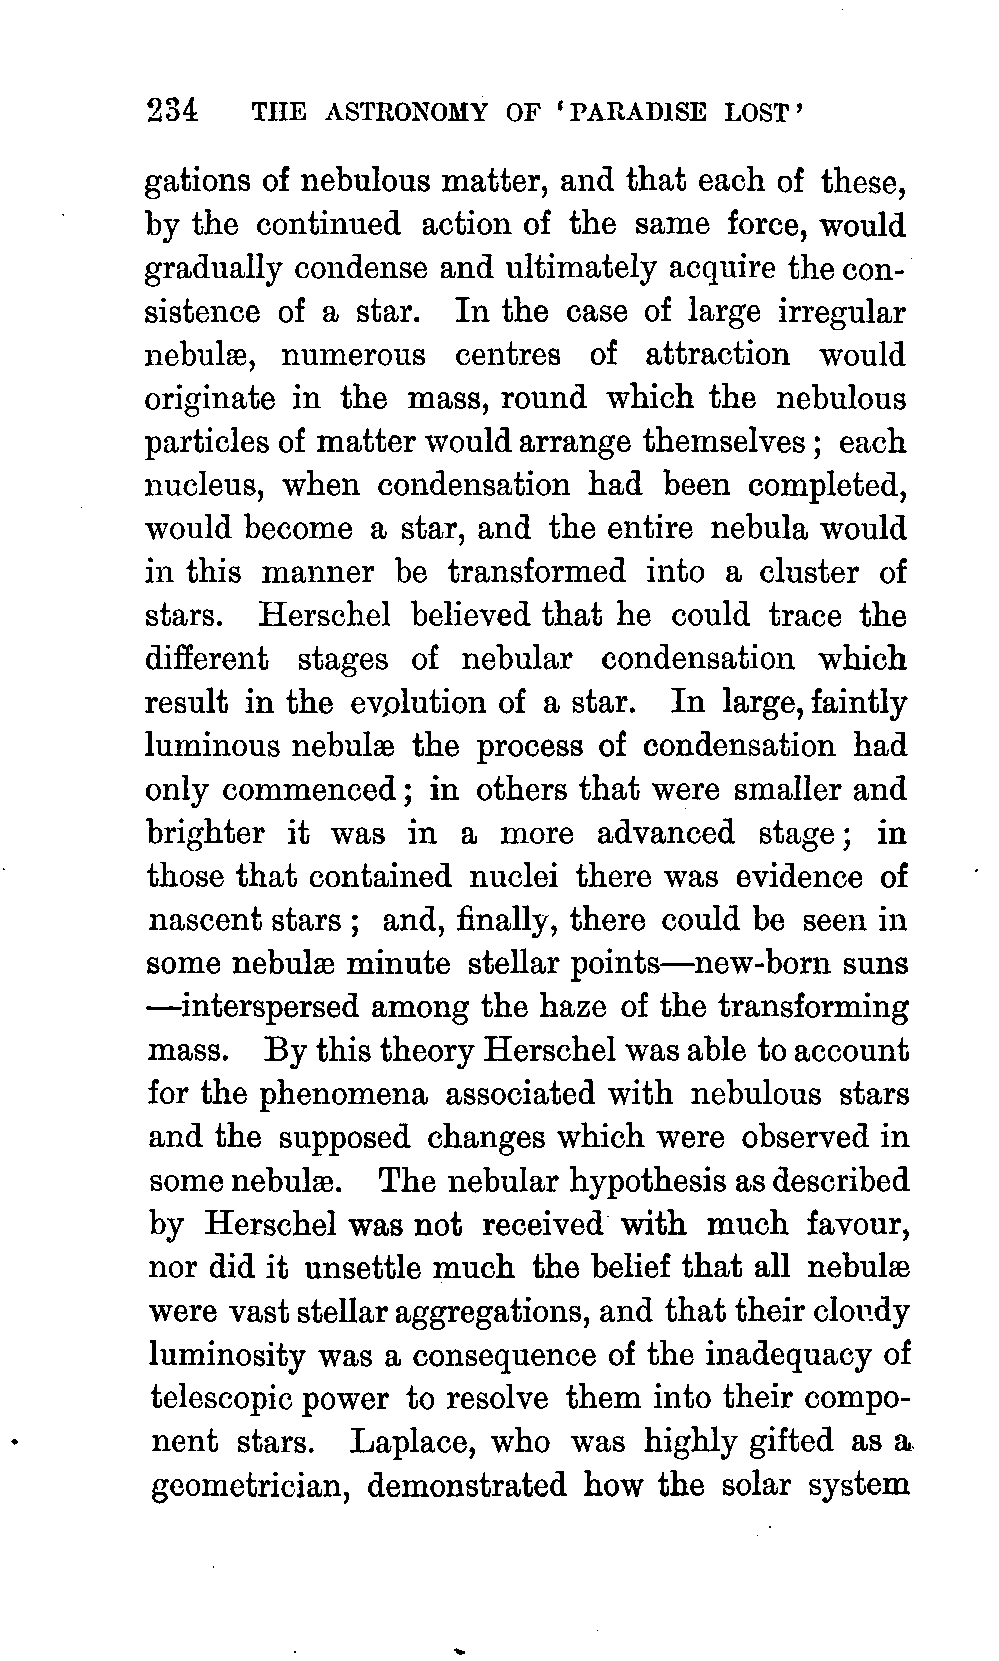 234 THE ASTRONOMY OF ‘PARADISE LOST’
gations of nebulous matter, and that each of these,
by the continued action of the same force, would
gradually condense and ultimately acquire the con-
sistence of a star. In the case of large irregular
nebulæ, numerous centres of attraction would
originate in the mass, round which the nebulous
particles of matter would arrange themselves; each
nucleus, when condensation had been completed,
would become a star, and the entire nebula would
in this manner be transformed into a cluster of
stars. Herschel believed that he could trace the
different stages of nebular condensation which
result in the evolution of a star. In large, faintly
luminous nebulæ the process of condensation had
only commenced; in others that were smaller and
brighter it was in a more advanced stage; in
those that contained nuclei there was evidence of
nascent stars; and, finally, there could be seen in
some nebulæ minute stellar points—new-born suns
—interspersed among the haze of the transforming
mass. By this theory Herschel was able to account
for the phenomena associated with nebulous stars
and the supposed changes which were observed in
some nebulæ. The nebular hypothesis as described
by Herschel was not received with much favour,
nor did it unsettle much the belief that all nebulæ
were vast stellar aggregations, and that their cloudy
luminosity was a consequence of the inadequacy of
telescopic power to resolve them into their compo-
nent stars. Laplace, who was highly gifted as a
geometrician, demonstrated how the solar system